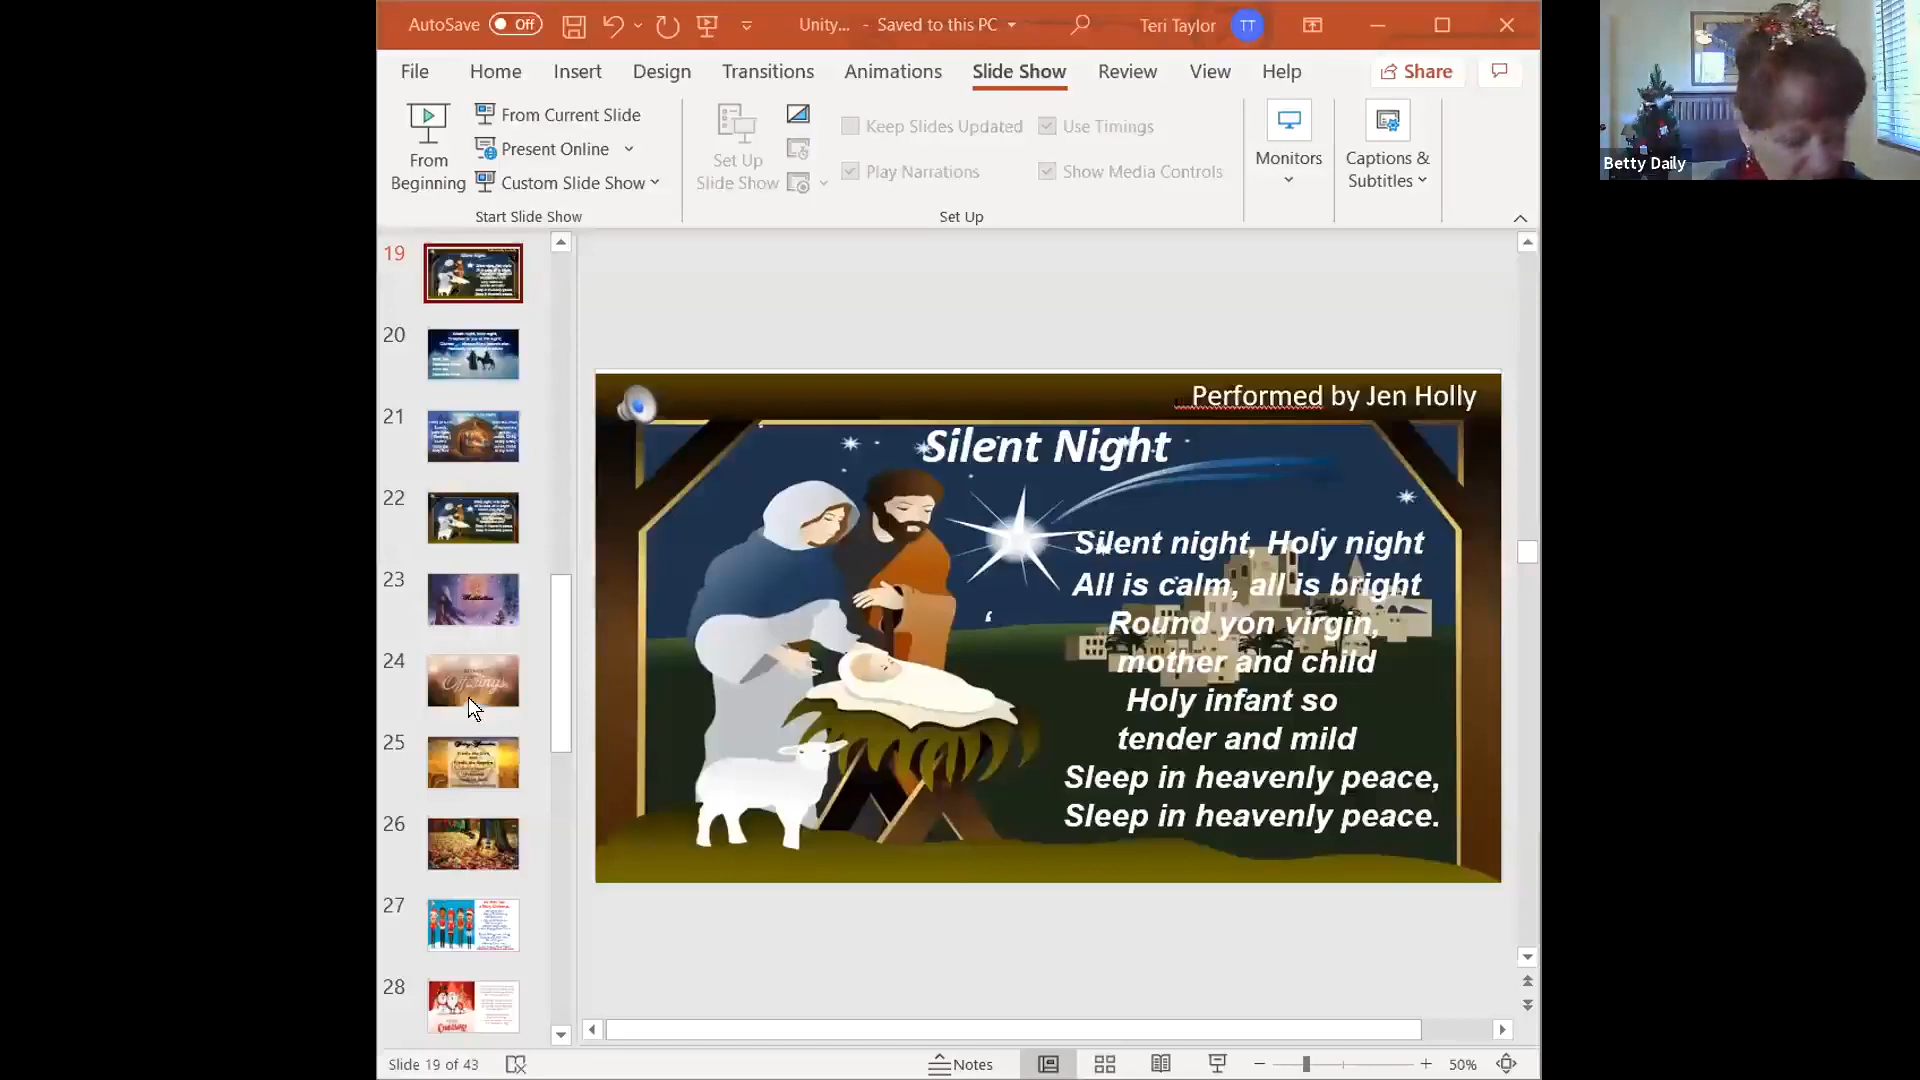 AutoSave Off Unity... - Saved to this PC Teri Taylor TT
File Home Insert Design Transitions Animations Slide Show Review View Help Share
From Beginning
From Current Slide
Present Online
Custom Slide Show
Start Slide Show
Set Up Slide Show
Keep Slides Updated
Play Narrations
Use Timings
Show Media Controls
Set Up
Monitors
Captions & Subtitles
Betty Daily
19
20
21
22
23
24
Offerings
25
26
27
28
Performed by Jen Holly
Silent Night
Silent night, Holy night
All is calm, all is bright
‘
Round yon virgin,
mother and child
Holy infant so
tender and mild
Sleep in heavenly peace,
Sleep in heavenly peace.
Slide 19 of 43 Notes 50%